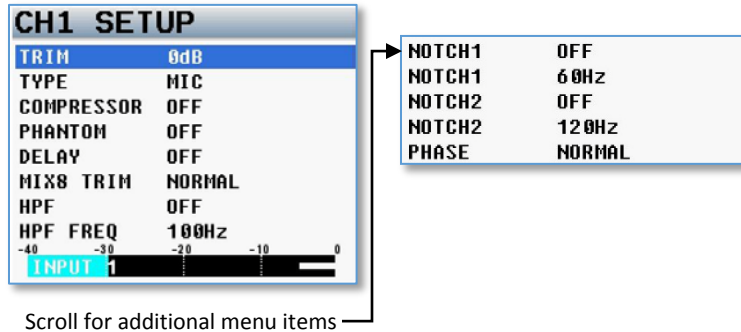 CH1 SETUP
TRIM 0dB
TYPE MIC
COMPRESSOR OFF
PHANTOM OFF
DELAY OFF
MIX8 TRIM NORMAL
HPF OFF
HPF FREQ 100Hz
-40 -30 -20 -10 0
INPUT 1
NOTCH1 OFF
NOTCH1 60Hz
NOTCH2 OFF
NOTCH2 120Hz
PHASE NORMAL
Scroll for additional menu items